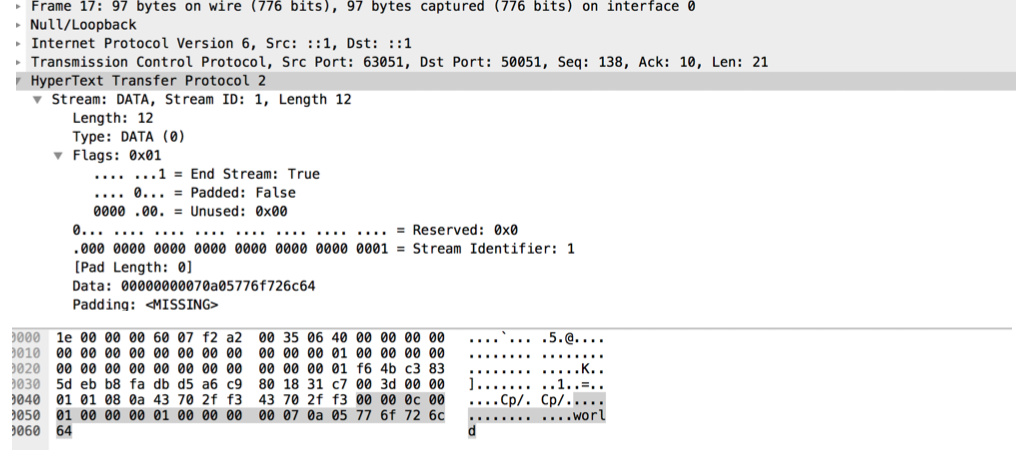 Frame 17: 97 bytes on wire (776 bits), 97 bytes captured (776 bits) on interface 0
Null/Loopback
Internet Protocol Version 6, Src: ::1, Dst: ::1
Transmission Control Protocol, Src Port: 63051, Dst Port: 50051, Seq: 138, Ack: 10, Len: 21
HyperText Transfer Protocol 2
Stream: DATA, Stream ID: 1, Length 12
Length: 12
Type: DATA (0)
Flags: 0x01
.... ...1 = End Stream: True
.... 0... = Padded: False
0000 .00. = Unused: 0x00
0... .... .... .... .... .... .... .... = Reserved: 0x0
.000 0000 0000 0000 0000 0000 0000 0001 = Stream Identifier: 1
[Pad Length: 0]
Data: 00000000070a05776f726c64
Padding: <MISSING>
0000 1e 00 00 00 60 07 f2 a2 00 35 06 40 00 00 00 00 ....`... .5.@....
0010 00 00 00 00 00 00 00 00 00 00 00 01 00 00 00 00 ........ ........
0020 00 00 00 00 00 00 00 00 00 00 00 01 f6 4b c3 83 ........ .....K..
0030 5d eb b8 fa db d5 a6 c9 80 18 31 c7 00 3d 00 00 ]....... ..1..=..
0040 01 01 08 0a 43 70 2f f3 43 70 2f f3 00 00 0c 00 ....Cp/. Cp/.....
0050 01 00 00 00 01 00 00 00 00 07 0a 05 77 6f 72 6c ........ ....worl
0060 64 d